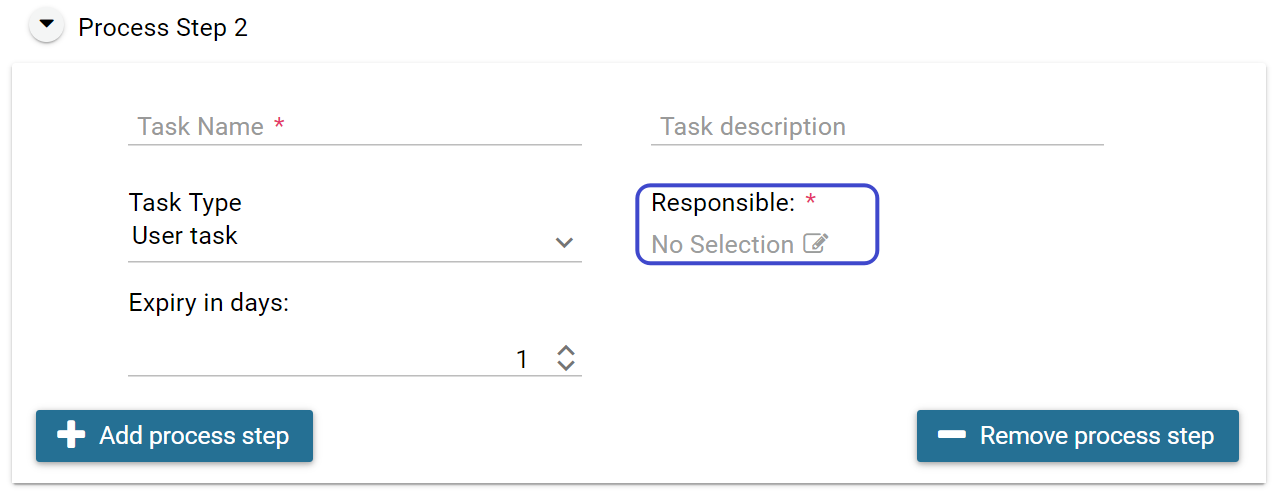 Process Step 2
Task Name *
Task description
Task Type
User task
Responsible: *
No Selection
Expiry in days:
1
Add process step
Remove process step